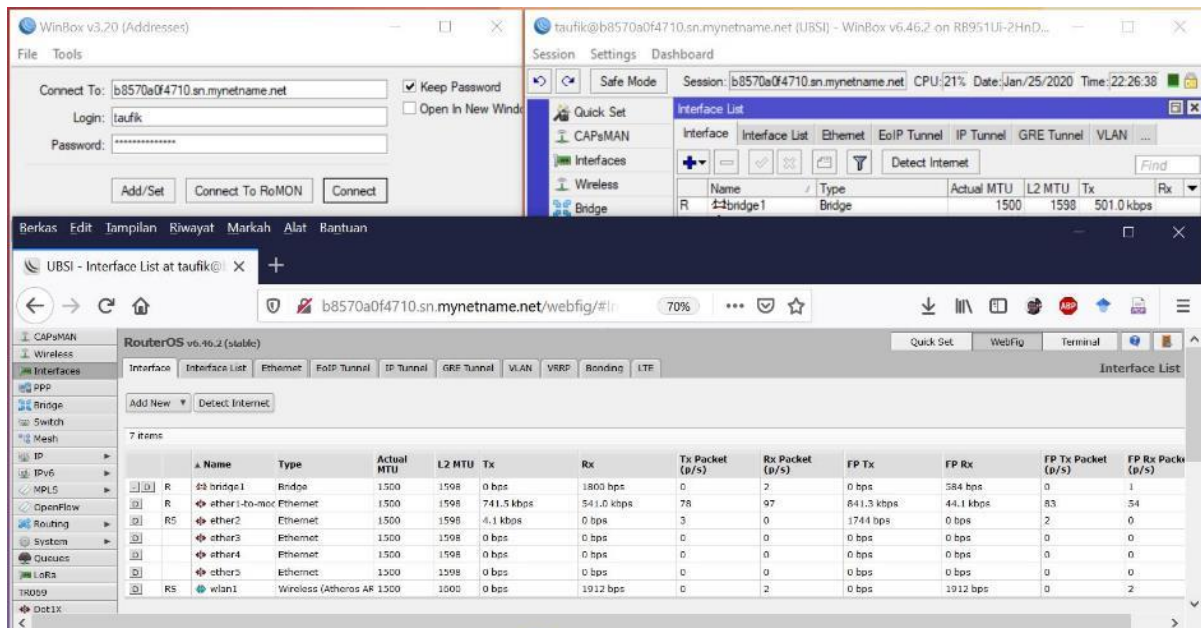 WinBox v3.20 (Addresses)
File Tools
Connect To: b8570a0f4710.sn.mynetname.net
Keep Password
Open In New Windo
Login: taufik
Password: **************
Add/Set Connect To RoMON Connect
taufik@b8570a0f4710.sn.mynetname.net (UBSI) - WinBox v6.46.2 on RB951Ui-2HnD...
Session Settings Dashboard
Safe Mode Session: b8570a0f4710.sn.mynetname.net CPU: 21% Date: Jan/25/2020 Time: 22:26:38
Quick Set
CAPsMAN
Interfaces
Wireless
Bridge
Interface List
Interface Interface List Ethernet EoIP Tunnel IP Tunnel GRE Tunnel VLAN ...
Detect Internet Find
Name / Type Actual MTU L2 MTU Tx Rx
R bridge1 Bridge 1500 1598 501.0 kbps
Berkas Edit Tampilan Riwayat Markah Alat Bantuan
UBSI - Interface List at taufik@
b8570a0f4710.sn.mynetname.net/webfig/#In 70% ...
CAPsMAN
Wireless
Interfaces
PPP
Bridge
Switch
Mesh
IP
IPv6
MPLS
OpenFlow
Routing
System
Queues
LoRa
TR069
Dot1X
RouterOS v6.46.2 (stable) Quick Set WebFig Terminal
Interface Interface List Ethernet EoIP Tunnel IP Tunnel GRE Tunnel VLAN VRRP Bonding LTE Interface List
Add New Detect Internet
7 items
Name Type Actual MTU L2 MTU Tx Rx Tx Packet (p/s) Rx Packet (p/s) FP Tx FP Rx FP Tx Packet (p/s) FP Rx Packe (p/s)
- D R bridge1 Bridge 1500 1598 0 bps 1800 bps 0 2 0 bps 584 bps 0 1
D R ether1-to-moc Ethernet 1500 1598 741.5 kbps 541.0 kbps 78 97 841.3 kbps 44.1 kbps 83 54
D RS ether2 Ethernet 1500 1598 4.1 kbps 0 bps 3 0 1744 bps 0 bps 2 0
D ether3 Ethernet 1500 1598 0 bps 0 bps 0 0 0 bps 0 bps 0 0
D ether4 Ethernet 1500 1598 0 bps 0 bps 0 0 0 bps 0 bps 0 0
D ether5 Ethernet 1500 1598 0 bps 0 bps 0 0 0 bps 0 bps 0 0
D RS wlan1 Wireless (Atheros AR 1500 1600 0 bps 1912 bps 0 2 0 bps 1912 bps 0 2